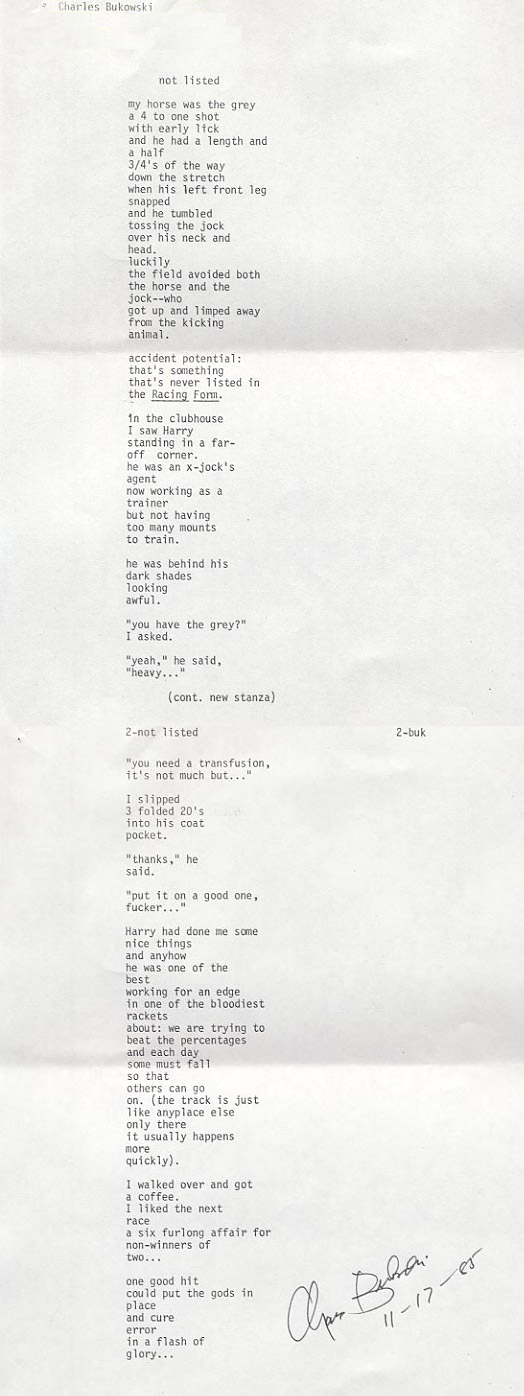 Charles Bukowski
not listed
my horse was the grey
a 4 to one shot
with early lick
and he had a length and
a half
3/4's of the way
down the stretch
when his left front leg
snapped
and he tumbled
tossing the jock
over his neck and
head.
luckily
the field avoided both
the horse and the
jock--who
got up and limped away
from the kicking
animal.
accident potential:
that's something
that's never listed in
the Racing Form.
in the clubhouse
I saw Harry
standing in a far-
off corner.
he was an x-jock's
agent
now working as a
trainer
but not having
too many mounts
to train.
he was behind his
dark shades
looking
awful.
"you have the grey?"
I asked.
"yeah," he said,
"heavy..."
(cont. new stanza)
2-not listed 2-buk
"you need a transfusion,
it's not much but..."
I slipped
3 folded 20's
into his coat
pocket.
"thanks," he
said.
"put it on a good one,
fucker..."
Harry had done me some
nice things
and anyhow
he was one of the
best
working for an edge
in one of the bloodiest
rackets
about: we are trying to
beat the percentages
and each day
some must fall
so that
others can go
on. (the track is just
like anyplace else
only there
it usually happens
more
quickly).
I walked over and got
a coffee.
I liked the next
race
a six furlong affair for
non-winners of
two...
one good hit
could put the gods in
place
and cure
error
in a flash of
glory...
Charles Bukowski
11-17-85